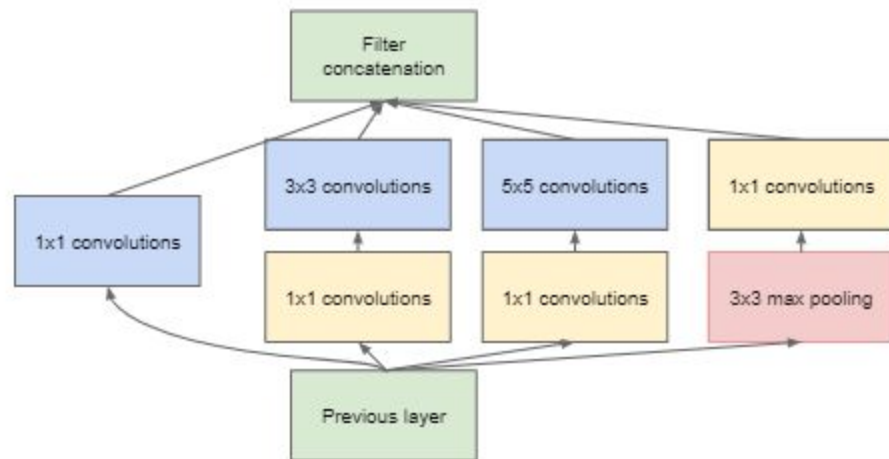 Filter
concatenation
3x3 convolutions
5x5 convolutions
1x1 convolutions
1x1 convolutions
1x1 convolutions
1x1 convolutions
3x3 max pooling
Previous layer